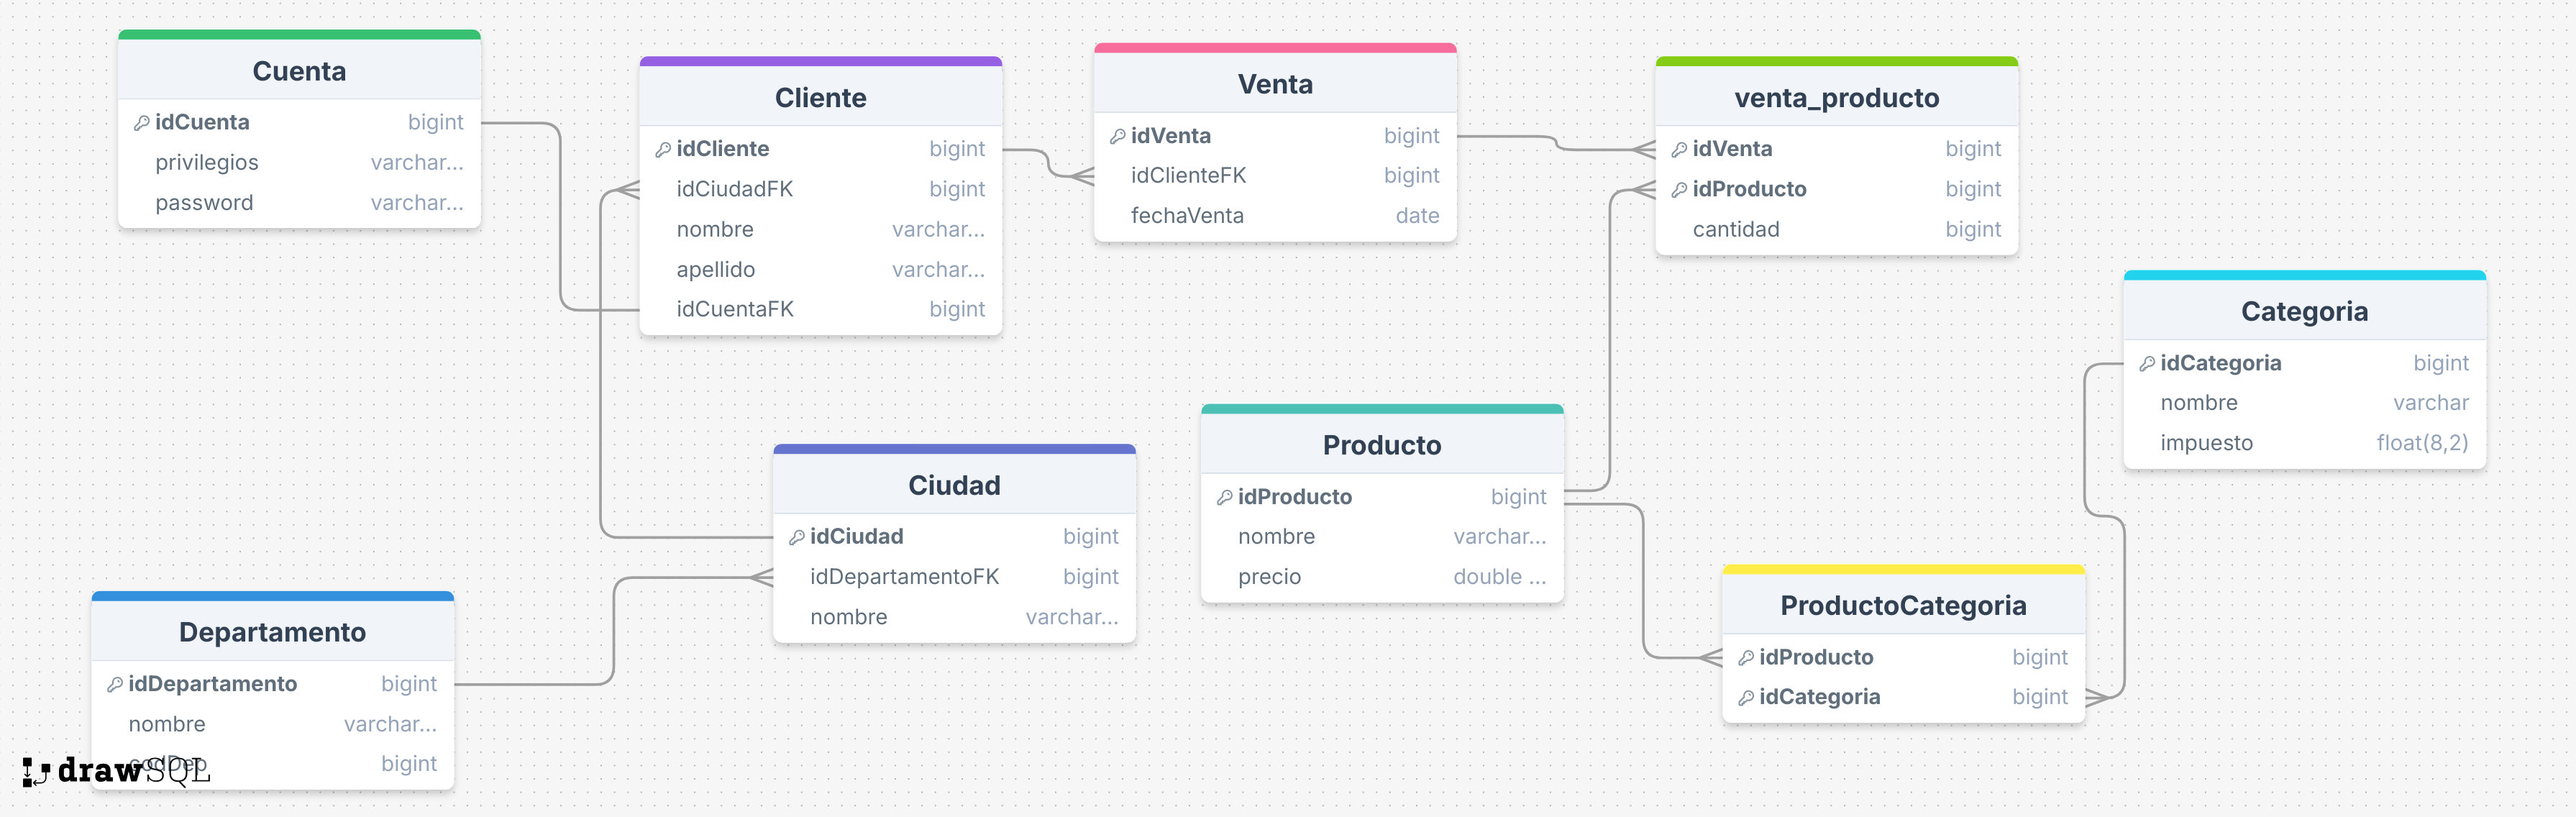 Cuenta
idCuenta bigint
privilegios varchar...
password varchar...
Cliente
idCliente bigint
idCiudadFK bigint
nombre varchar...
apellido varchar...
idCuentaFK bigint
Venta
idVenta bigint
idClienteFK bigint
fechaVenta date
venta_producto
idVenta bigint
idProducto bigint
cantidad bigint
Categoria
idCategoria bigint
nombre varchar
impuesto float(8,2)
Ciudad
idCiudad bigint
idDepartamentoFK bigint
nombre varchar...
Producto
idProducto bigint
nombre varchar...
precio double ...
ProductoCategoria
idProducto bigint
idCategoria bigint
Departamento
idDepartamento bigint
nombre varchar...
codDep bigint
drawSQL